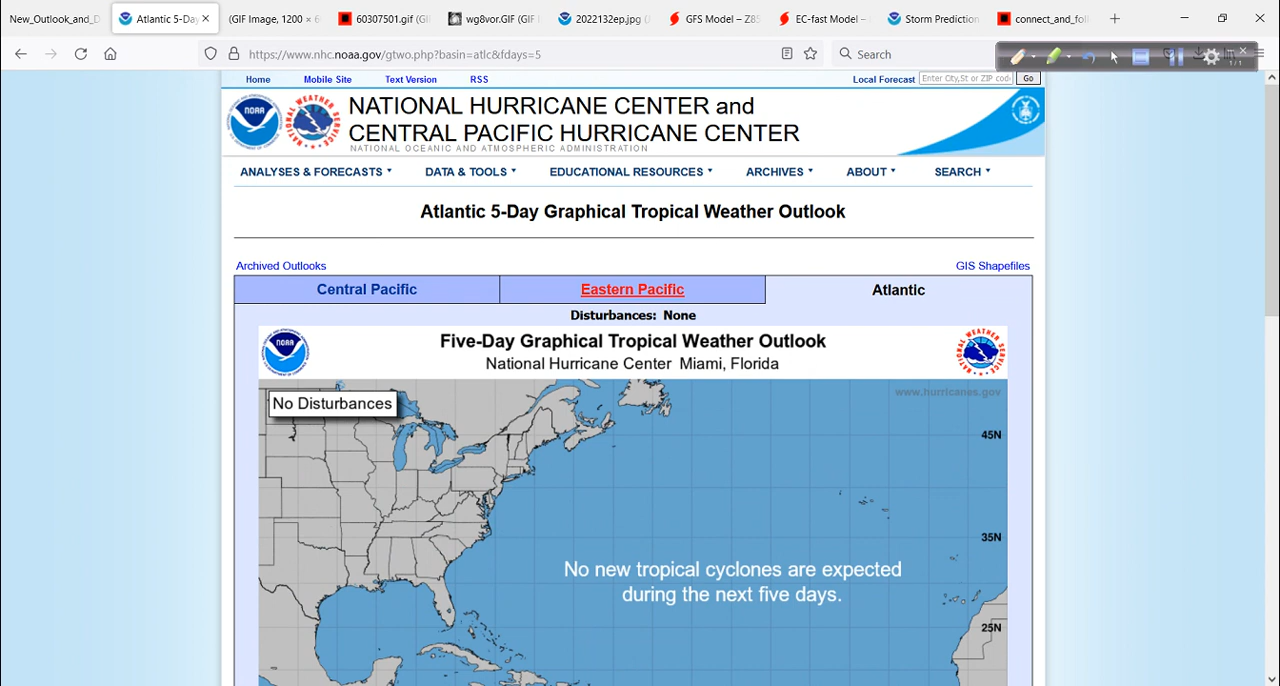 New_Outlook_and_D
Atlantic 5-Day
(GIF Image, 1200 × 6
60307501.gif (GI
wg8vor.GIF (GIF I
2022132ep.jpg (J
GFS Model – Z85
EC-fast Model –
Storm Prediction
connect_and_foll
https://www.nhc.noaa.gov/gtwo.php?basin=atlc&fdays=5
Search
1/1
Home
Mobile Site
Text Version
RSS
Local Forecast
Enter City,St or ZIP code
Go
NOAA
NATIONAL HURRICANE CENTER and
CENTRAL PACIFIC HURRICANE CENTER
NATIONAL OCEANIC AND ATMOSPHERIC ADMINISTRATION
ANALYSES & FORECASTS
DATA & TOOLS
EDUCATIONAL RESOURCES
ARCHIVES
ABOUT
SEARCH
Atlantic 5-Day Graphical Tropical Weather Outlook
Archived Outlooks
GIS Shapefiles
Central Pacific
Eastern Pacific
Atlantic
Disturbances: None
NOAA
Five-Day Graphical Tropical Weather Outlook
National Hurricane Center Miami, Florida
No Disturbances
www.hurricanes.gov
45N
35N
No new tropical cyclones are expected
during the next five days.
25N